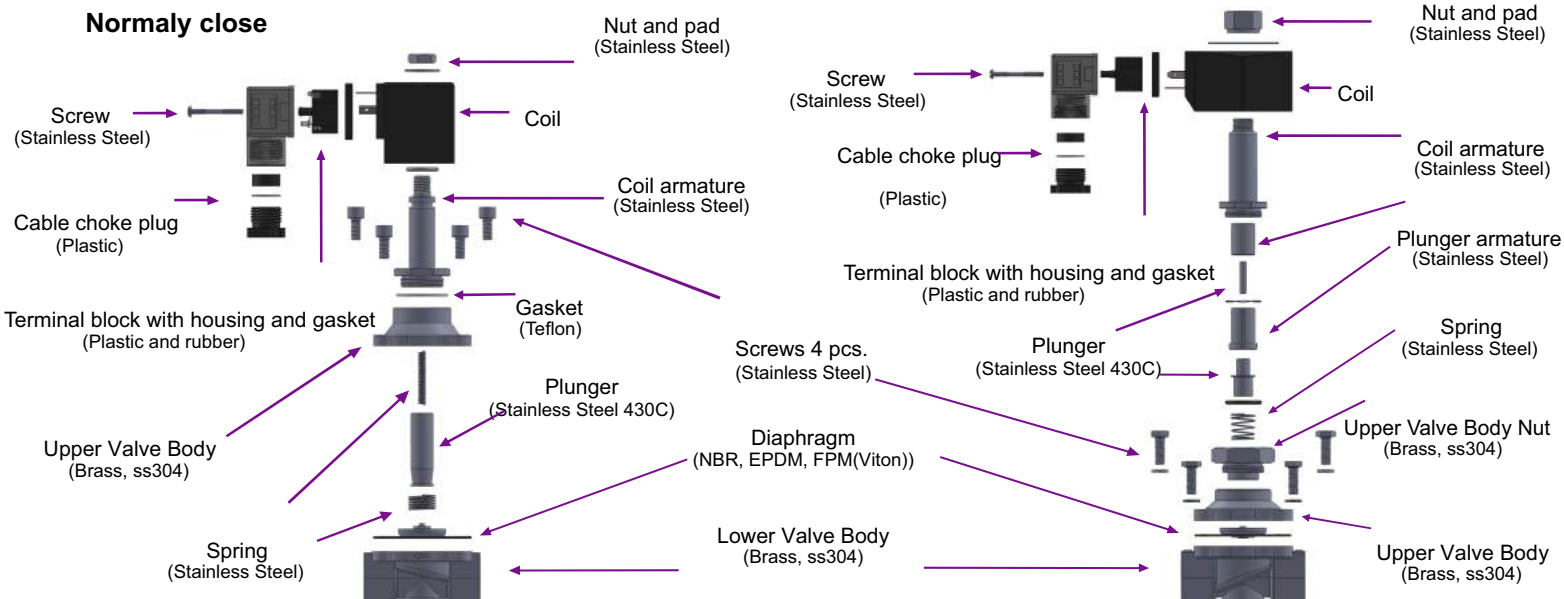 Normaly close
Nut and pad
(Stainless Steel)
Screw
(Stainless Steel)
Coil
Cable choke plug
(Plastic)
Coil armature
(Stainless Steel)
Terminal block with housing and gasket
(Plastic and rubber)
Gasket
(Teflon)
Plunger
(Stainless Steel 430C)
Upper Valve Body
(Brass, ss304)
Spring
(Stainless Steel)
Screws 4 pcs.
(Stainless Steel)
Diaphragm
(NBR, EPDM, FPM(Viton))
Lower Valve Body
(Brass, ss304)
Nut and pad
(Stainless Steel)
Screw
(Stainless Steel)
Coil
Cable choke plug
(Plastic)
Coil armature
(Stainless Steel)
Plunger armature
(Stainless Steel)
Terminal block with housing and gasket
(Plastic and rubber)
Spring
(Stainless Steel)
Plunger
(Stainless Steel 430C)
Upper Valve Body Nut
(Brass, ss304)
Upper Valve Body
(Brass, ss304)